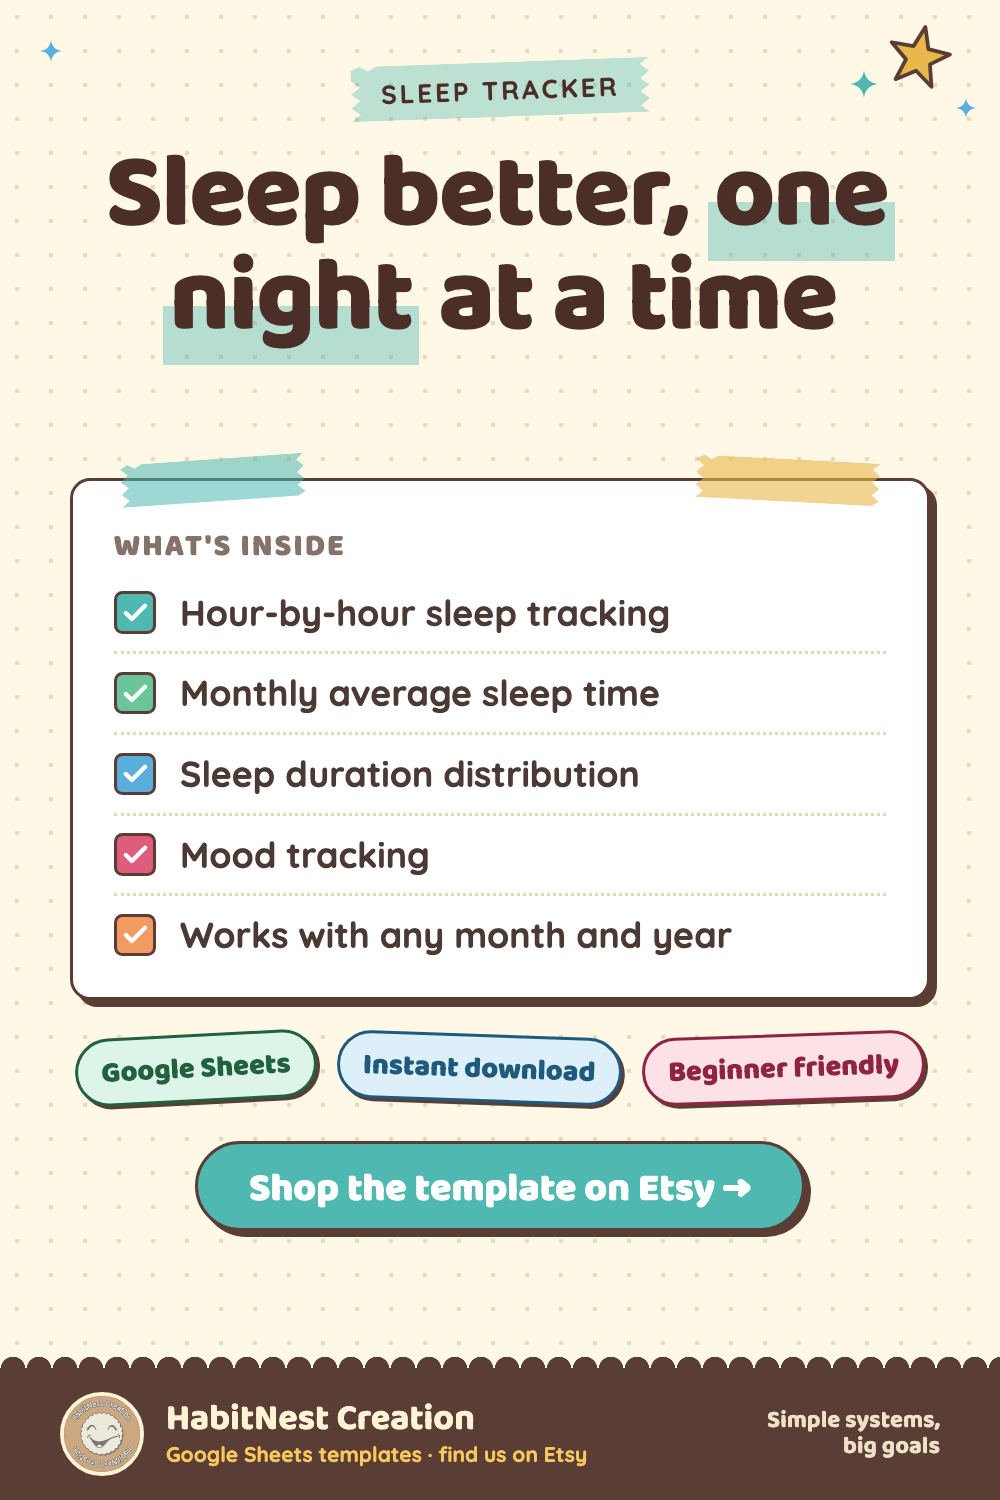 SLEEP TRACKER
Sleep better, one
night at a time
WHAT'S INSIDE
Hour-by-hour sleep tracking
Monthly average sleep time
Sleep duration distribution
Mood tracking
Works with any month and year
Google Sheets
Instant download
Beginner friendly
Shop the template on Etsy →
HabitNest Creation
HabitNest Creation
Google Sheets templates · find us on Etsy
Simple systems,
big goals